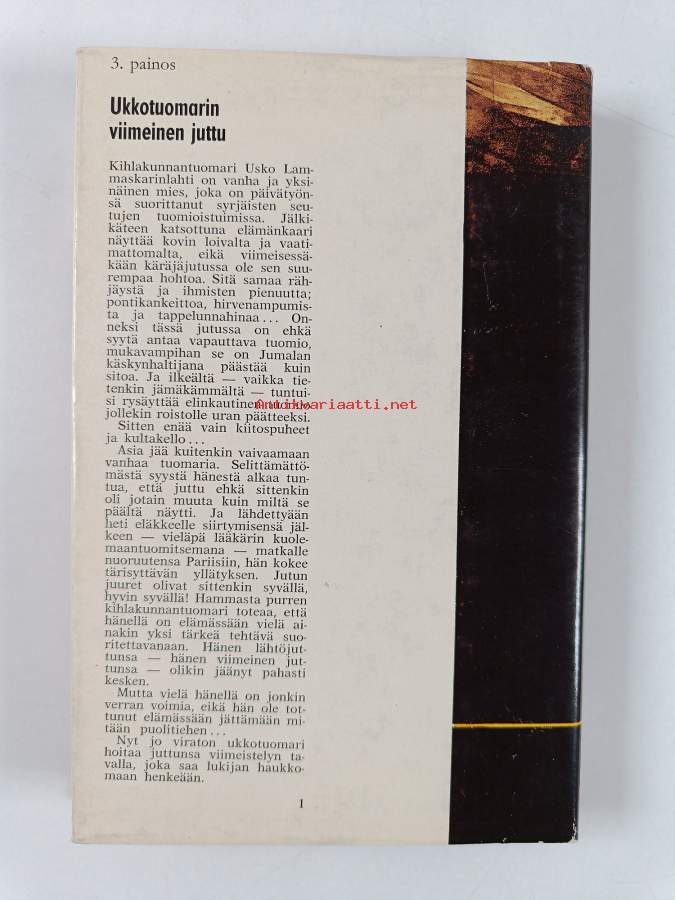 3. painos
Ukkotuomarin
viimeinen juttu
Kihlakunnantuomari Usko Lam-
maskarinlahti on vanha ja yksi-
näinen mies, joka on päivätyön-
sä suorittanut syrjäisten seu-
tujen tuomioistuimissa. Jälki-
käteen katsottuna elämänkaari
näyttää kovin loivalta ja vaati-
mattomalta, eikä viimeisessä-
kään käräjäjutussa ole sen suu-
rempaa hohtoa. Sitä samaa räh-
jäystä ja ihmisten pienuutta;
pontikankeittoa, hirvenampumis-
ta ja tappelunnahinaa... On-
neksi tässä jutussa on ehkä
syytä antaa vapauttava tuomio,
mukavampihan se on Jumalan
käskynhaltijana päästää kuin
sitoa. Ja ilkeältä — vaikka tie-
tenkin jämäkämmältä — tuntui-
si rysäyttää elinkautinen
Antikvariaatti.net
jollekin roistolle uran päätteeksi.
Sitten enää vain kiitospuheet
ja kultakello...
Asia jää kuitenkin vaivaamaan
vanhaa tuomaria. Selittämättö-
mästä syystä hänestä alkaa tun-
tua, että juttu ehkä sittenkin
oli jotain muuta kuin miltä se
päältä näytti. Ja lähdettyään
heti eläkkeelle siirtymisensä jäl-
keen — vieläpä lääkärin kuole-
maantuomitsemana — matkalle
nuoruutensa Pariisiin, hän kokee
tärisyttävän yllätyksen. Jutun
juuret olivat sittenkin syvällä,
hyvin syvällä! Hammasta purren
kihlakunnantuomari toteaa, että
hänellä on elämässään vielä ai-
nakin yksi tärkeä tehtävä suo-
ritettavanaan. Hänen lähtöjut-
tunsa — hänen viimeinen jut-
tunsa — olikin jäänyt pahasti
kesken.
Mutta vielä hänellä on jonkin
verran voimia, eikä hän ole tot-
tunut elämässään jättämään mi-
tään puolitiehen...
Nyt jo viraton ukkotuomari
hoitaa juttunsa viimeistelyn ta-
valla, joka saa lukijan haukko-
maan henkeään.
1